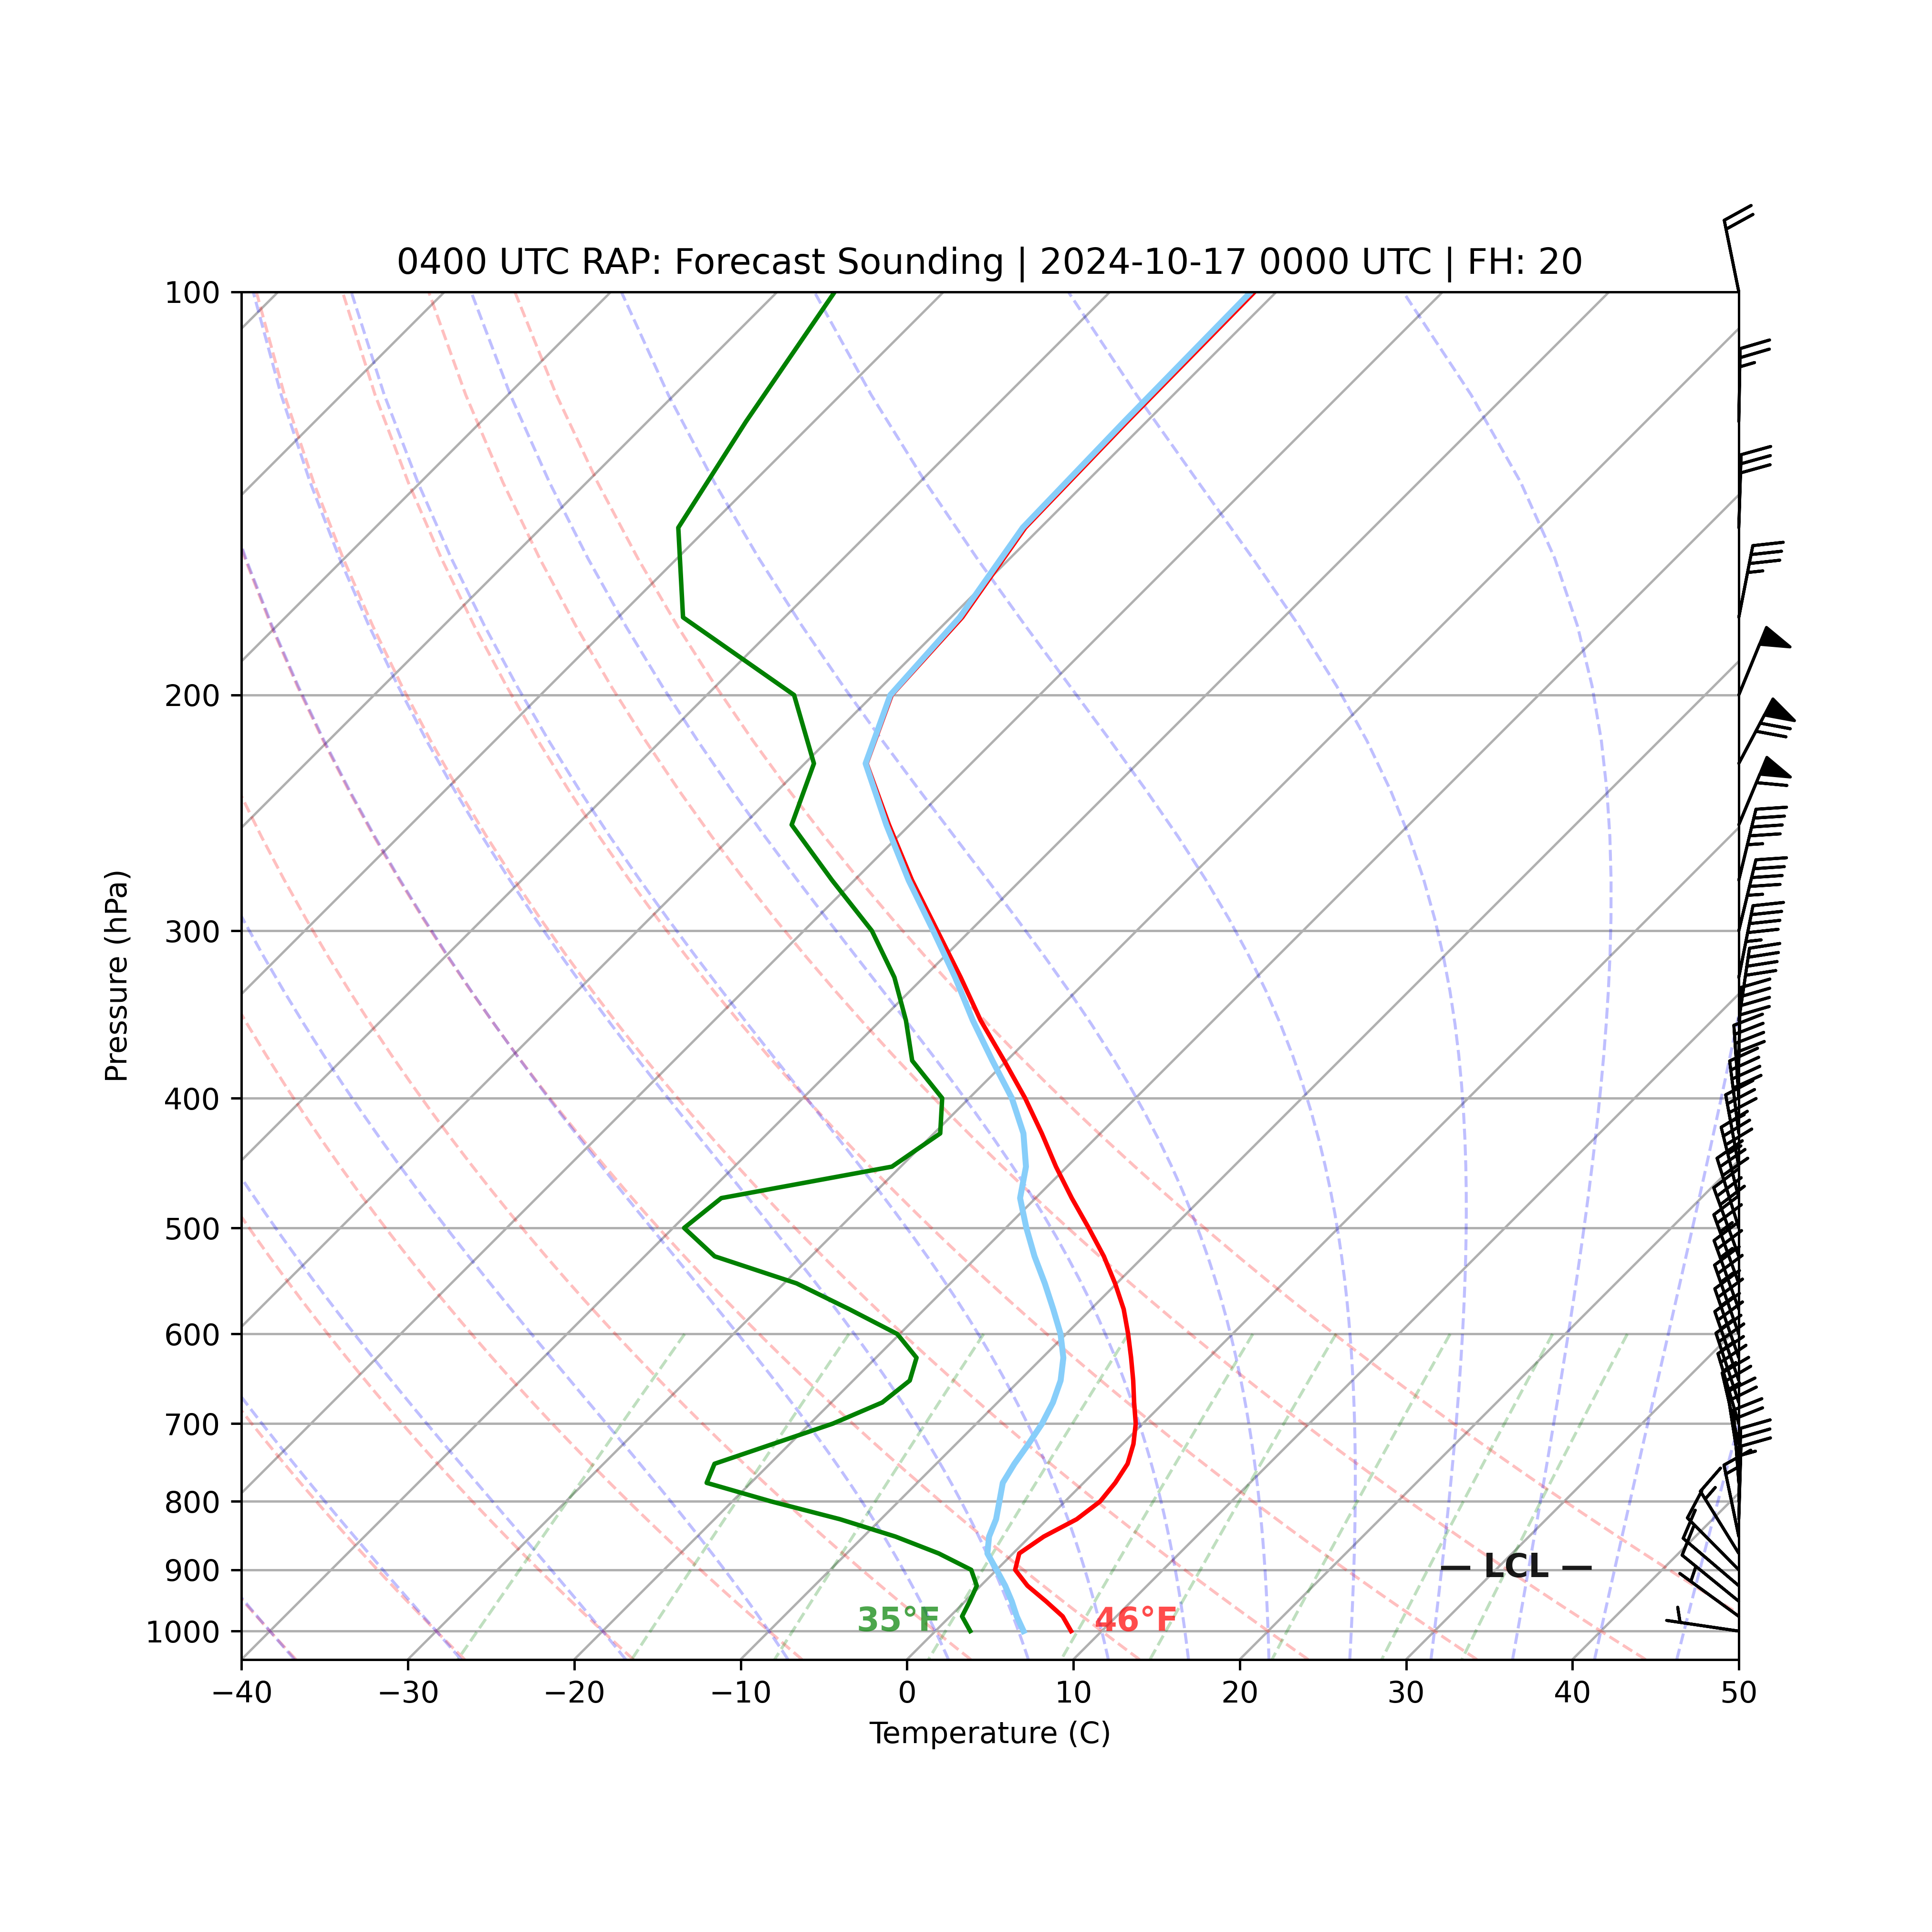 0400 UTC RAP: Forecast Sounding | 2024-10-17 0000 UTC | FH: 20
100
200
300
400
500
600
700
800
900
1000
Pressure (hPa)
— LCL —
35°F
46°F
−40 −30 −20 −10 0 10 20 30 40 50
Temperature (C)